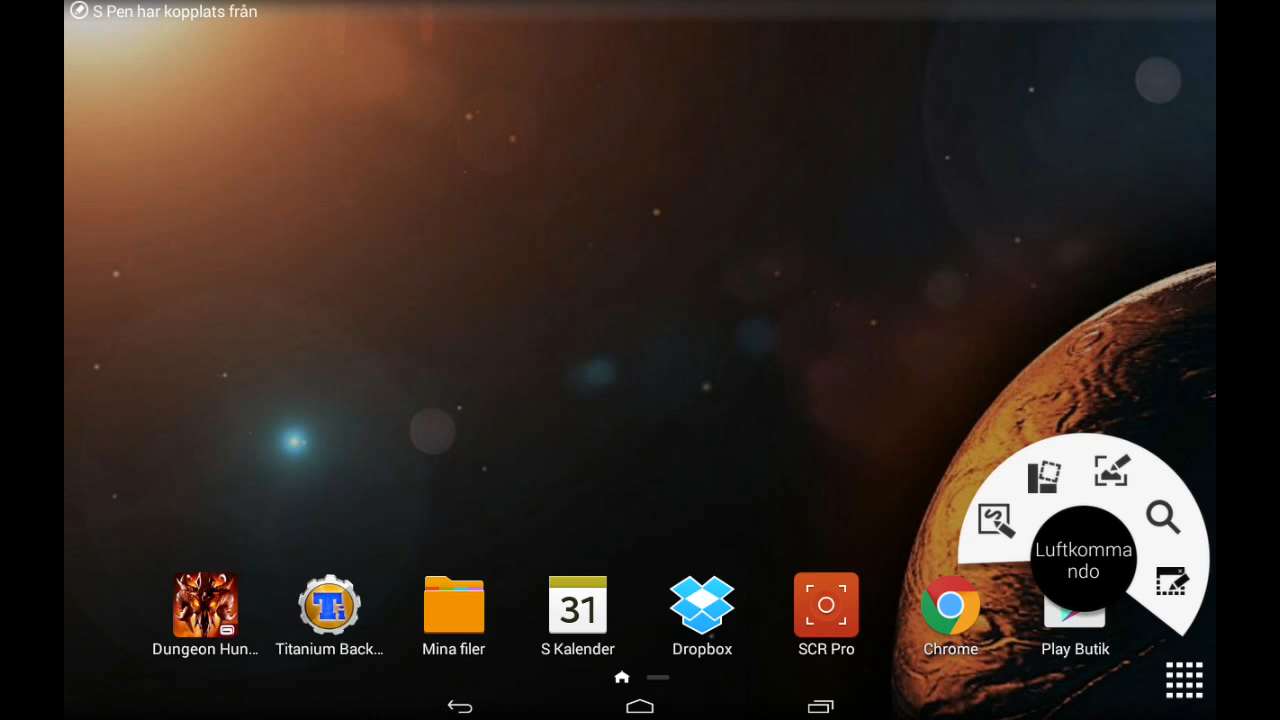 S Pen har kopplats från
Luftkomma
ndo
31
Ti
Dungeon Hun...
Titanium Back...
Mina filer
S Kalender
Dropbox
SCR Pro
Chrome
Play Butik